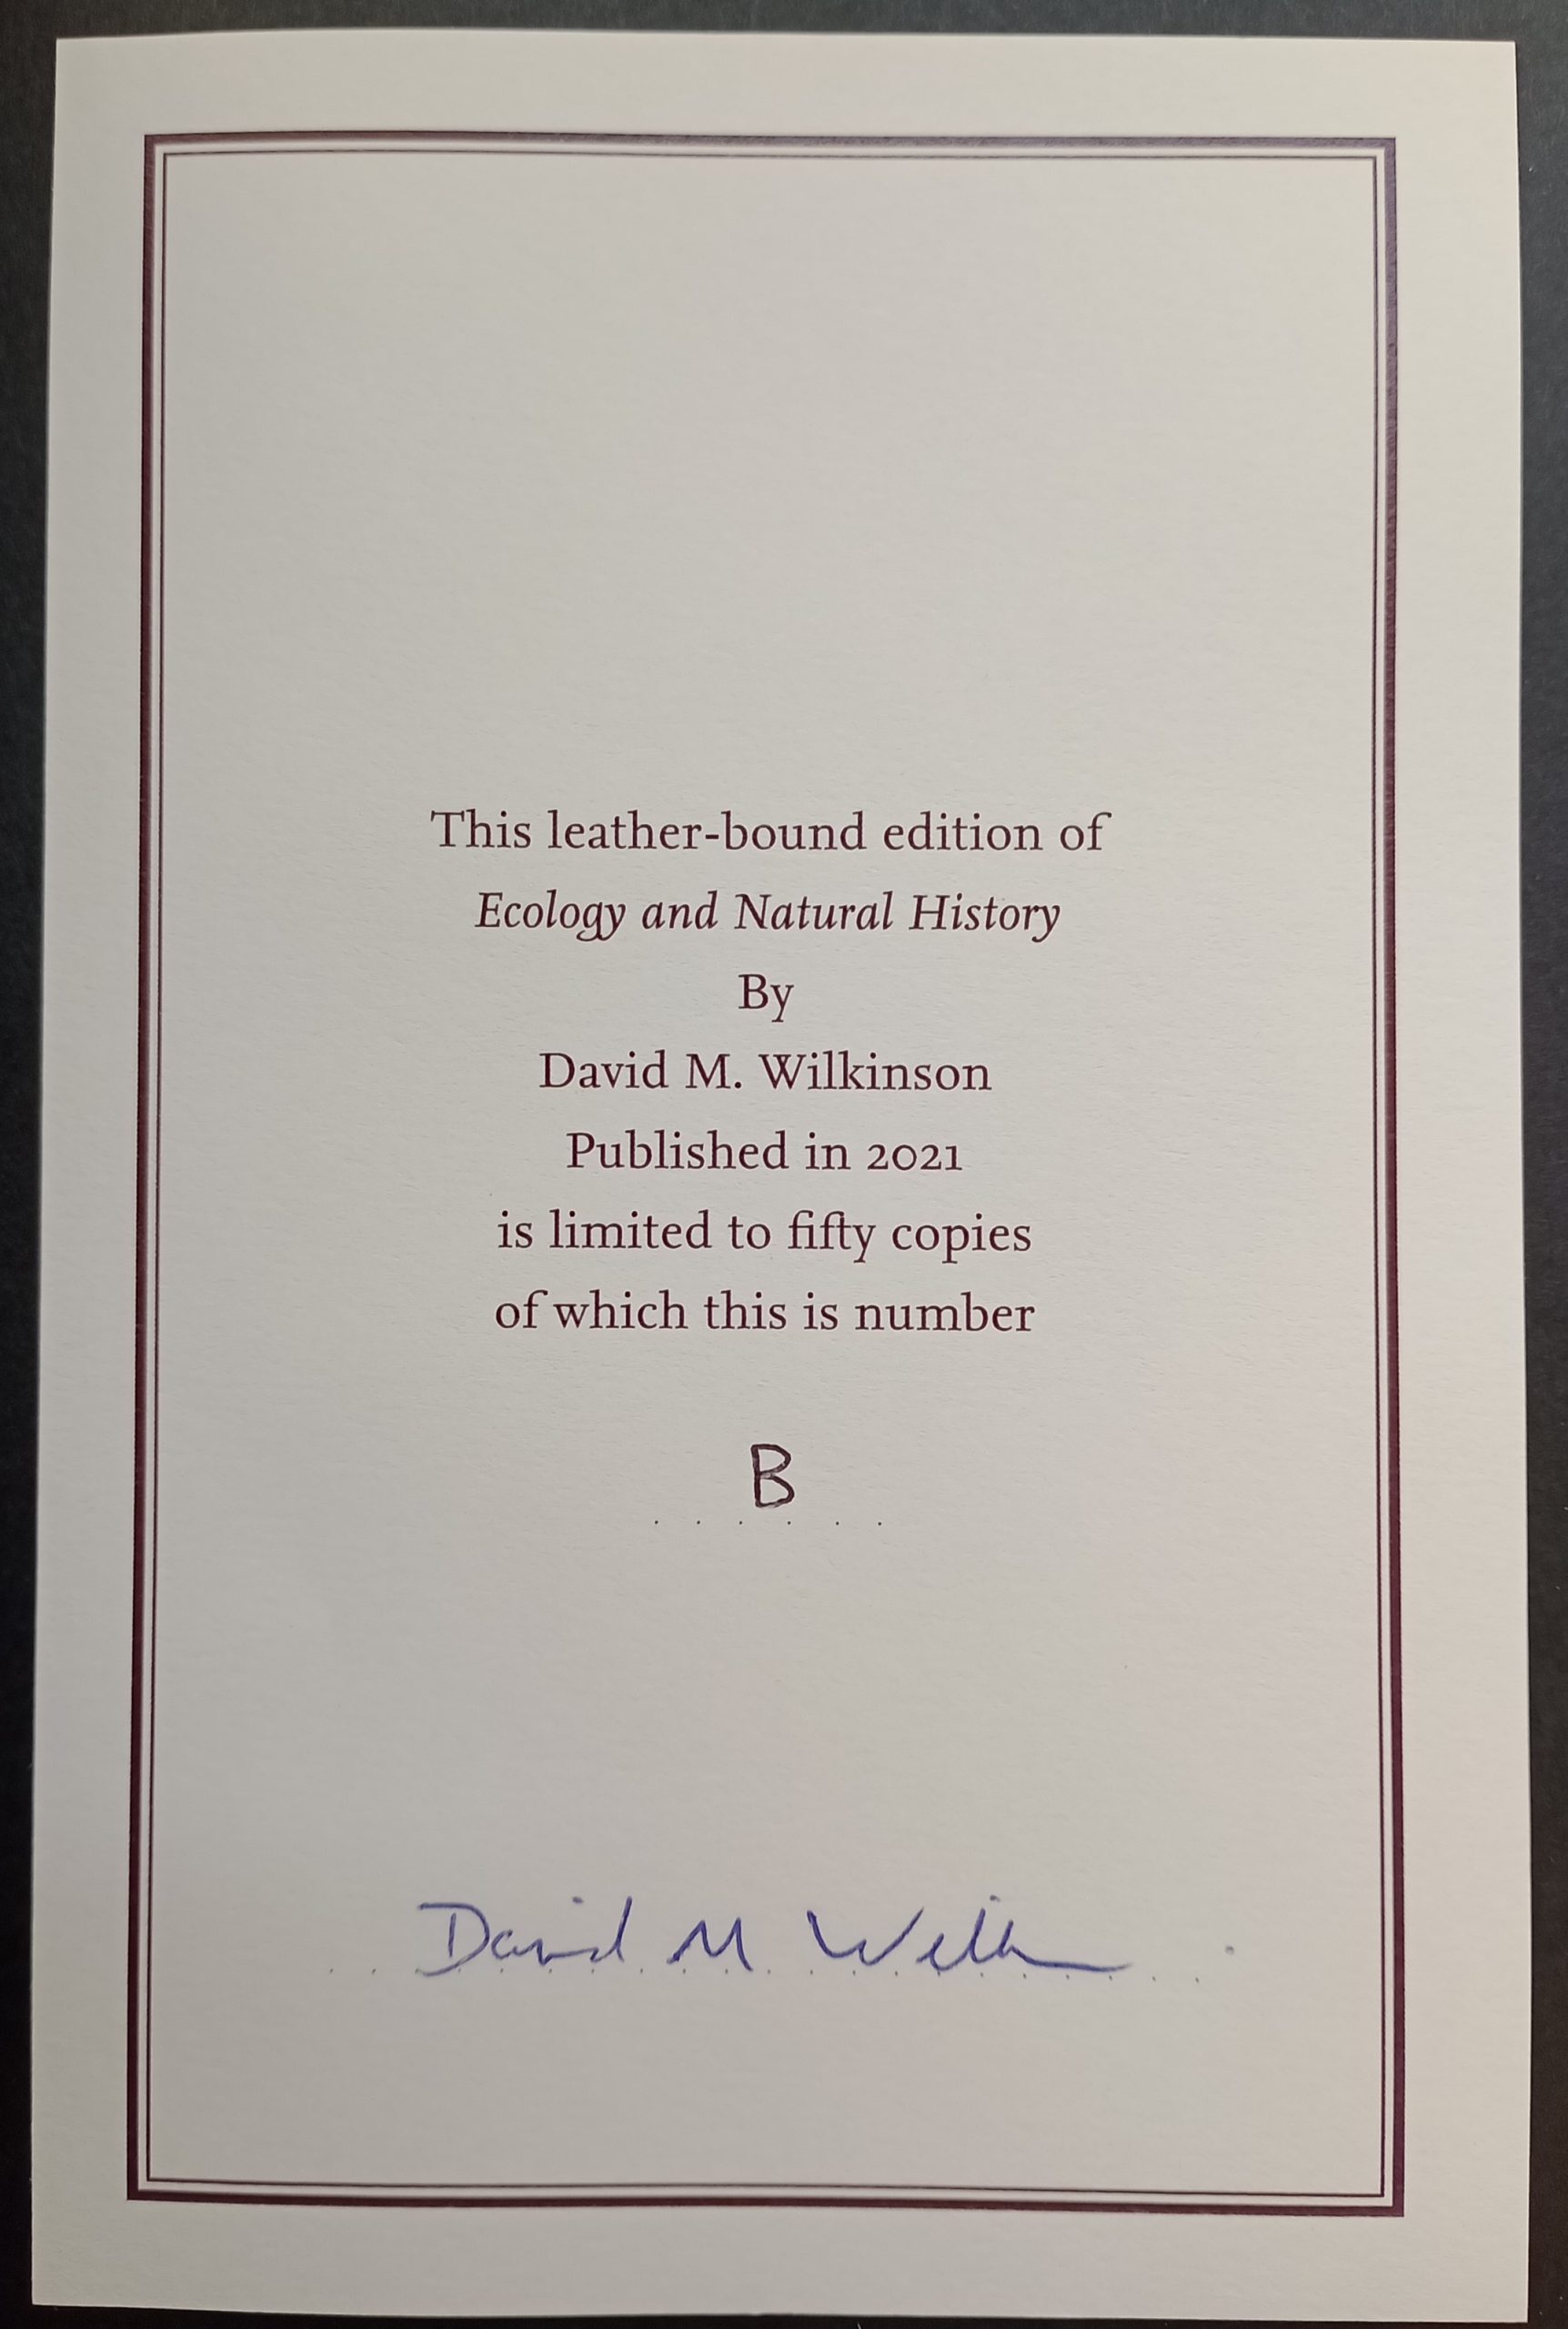 This leather-bound edition of
Ecology and Natural History
By
David M. Wilkinson
Published in 2021
is limited to fifty copies
of which this is number
B
David M Wilk